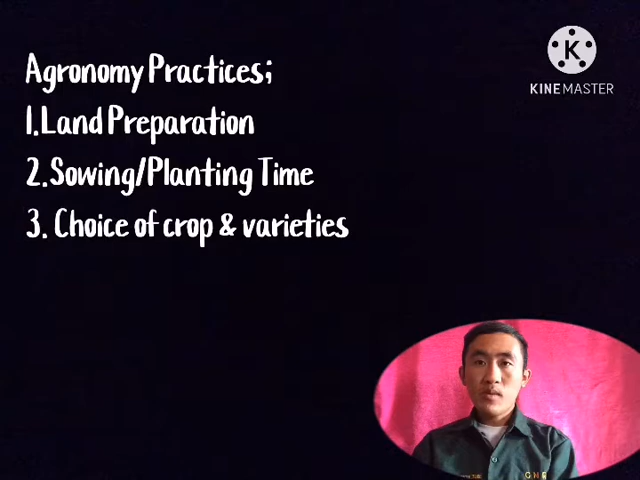 Agronomy Practices;
1.Land Preparation
2.Sowing/Planting Time
3. Choice of crop & varieties
K
KINEMASTER